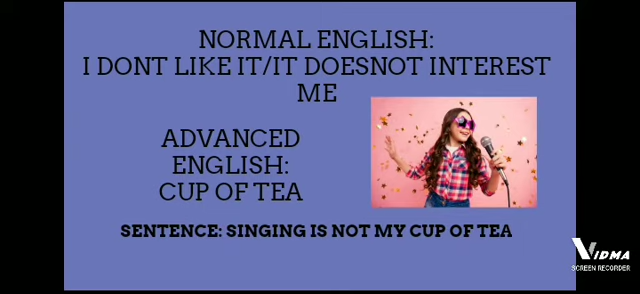 NORMAL ENGLISH:
I DONT LIKE IT/IT DOESNOT INTEREST
ME
ADVANCED
ENGLISH:
CUP OF TEA
SENTENCE: SINGING IS NOT MY CUP OF TEA
VIDMA
SCREEN RECORDER